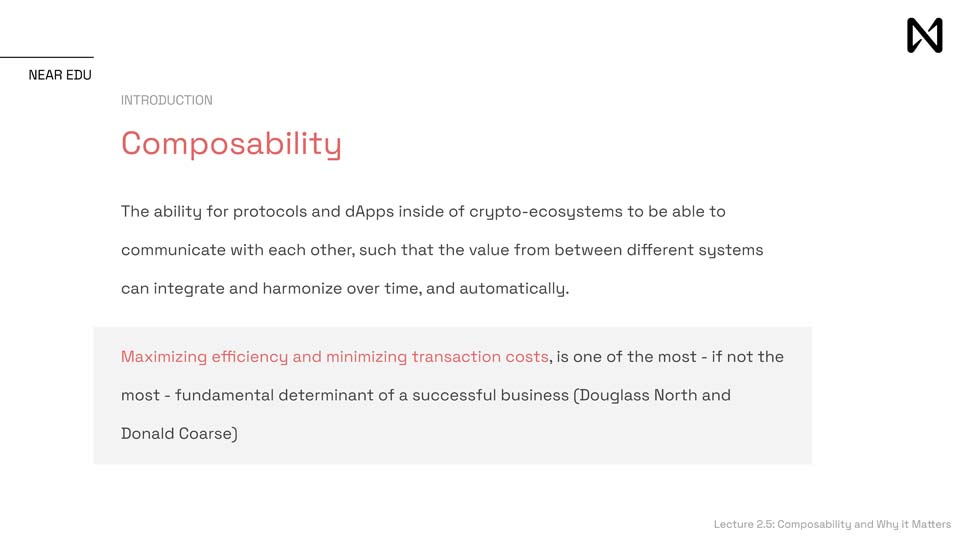 NEAR EDU
INTRODUCTION
Composability
The ability for protocols and dApps inside of crypto-ecosystems to be able to
communicate with each other, such that the value from between different systems
can integrate and harmonize over time, and automatically.
Maximizing efficiency and minimizing transaction costs, is one of the most - if not the
most - fundamental determinant of a successful business (Douglass North and
Donald Coarse)
Lecture 2.5: Composability and Why it Matters